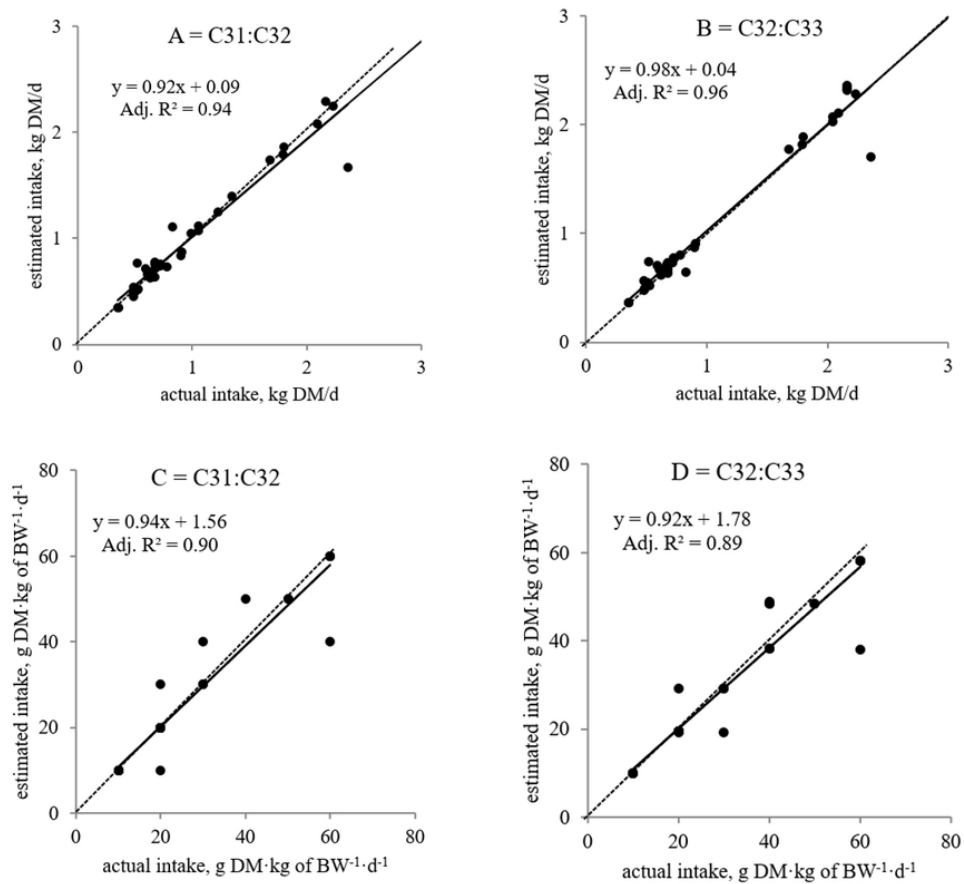 A = C31:C32
y = 0.92x + 0.09
Adj. R² = 0.94
estimated intake, kg DM/d
3
2
1
0
0 1 2 3
actual intake, kg DM/d
B = C32:C33
y = 0.98x + 0.04
Adj. R² = 0.96
estimated intake, kg DM/d
3
2
1
0
0 1 2 3
actual intake, kg DM/d
C = C31:C32
y = 0.94x + 1.56
Adj. R² = 0.90
estimated intake, g DM·kg of BW⁻¹·d⁻¹
80
60
40
20
0
0 20 40 60 80
actual intake, g DM·kg of BW⁻¹·d⁻¹
D = C32:C33
y = 0.92x + 1.78
Adj. R² = 0.89
estimated intake, g DM·kg of BW⁻¹·d⁻¹
80
60
40
20
0
0 20 40 60 80
actual intake, g DM·kg of BW⁻¹·d⁻¹